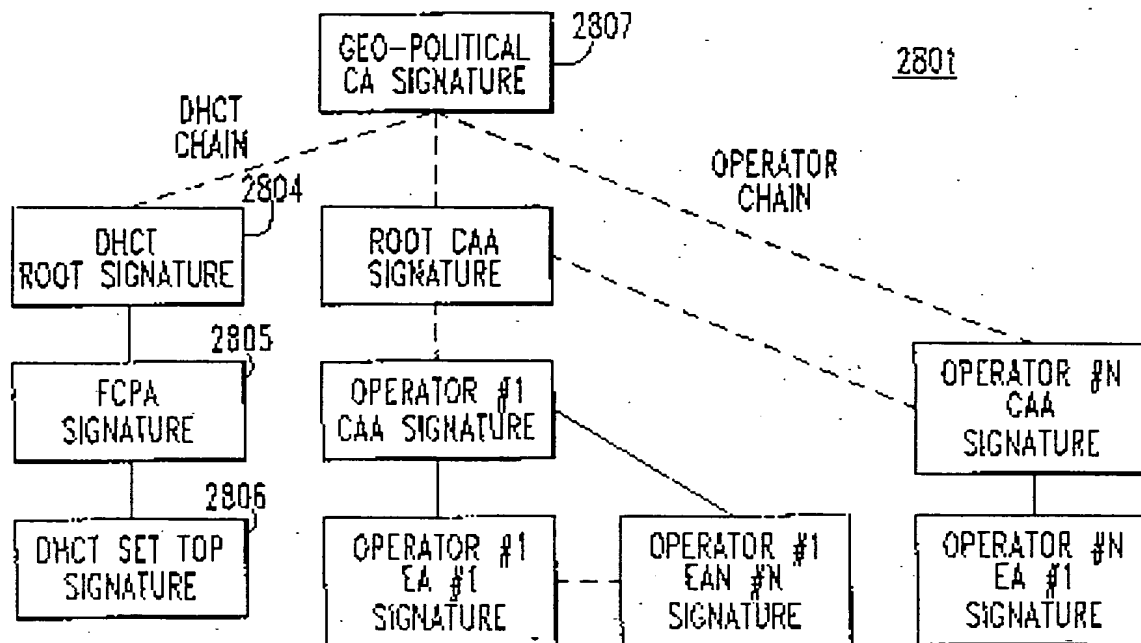 GEO-POLITICAL
CA SIGNATURE
2807
2801
DHCT
CHAIN
OPERATOR
CHAIN
2804
DHCT
ROOT SIGNATURE
ROOT CAA
SIGNATURE
2805
FCPA
SIGNATURE
OPERATOR #1
CAA SIGNATURE
OPERATOR #N
CAA
SIGNATURE
2806
DHCT SET TOP
SIGNATURE
OPERATOR #1
EA #1
SIGNATURE
OPERATOR #1
EAN #N
SIGNATURE
OPERATOR #N
EA #1
SIGNATURE